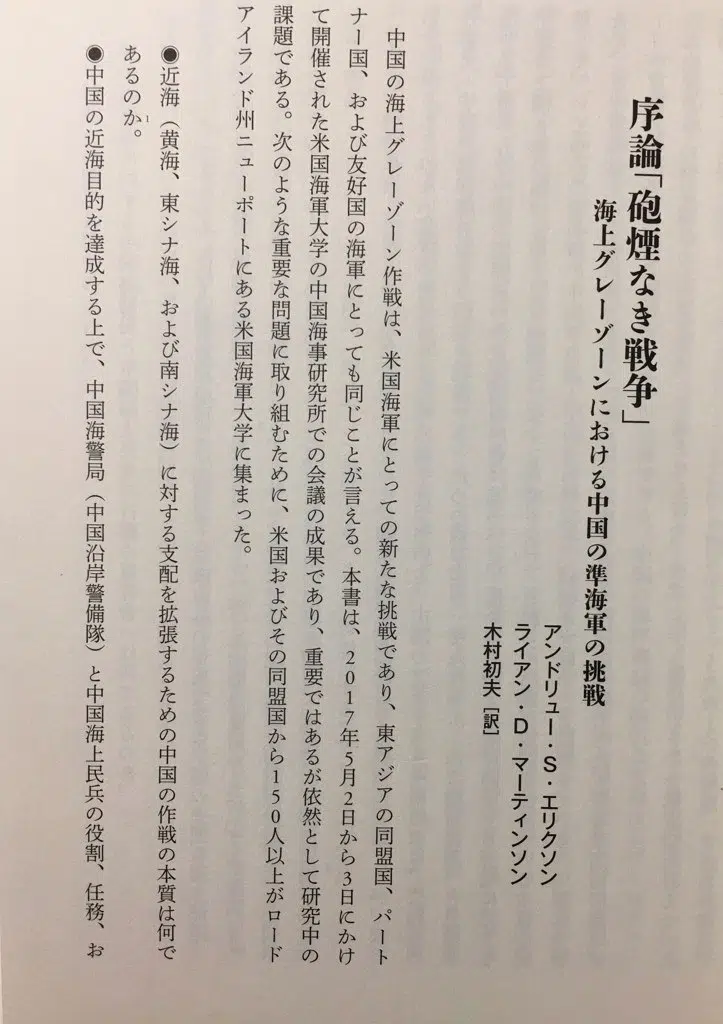 序論「砲煙なき戦争」
海上グレーゾーンにおける中国の準海軍の挑戦
アンドリュー・S・エリクソン
ライアン・D・マーティンソン
木村初夫［訳］
中国の海上グレーゾーン作戦は、米国海軍にとっての新たな挑戦であり、東アジアの同盟国、パート
ナー国、および友好国の海軍にとっても同じことが言える。本書は、2017年5月2日から3日にかけ
て開催された米国海軍大学の中国海事研究所での会議の成果であり、重要ではあるが依然として研究中の
課題である。次のような重要な問題に取り組むために、米国およびその同盟国から150人以上がロード
アイランド州ニューポートにある米国海軍大学に集まった。
●近海（黄海、東シナ海、および南シナ海）に対する支配を拡張するための中国の作戦の本質は何で
あるのか1。
●中国の近海目的を達成する上で、中国海警局（中国沿岸警備隊）と中国海上民兵の役割、任務、お